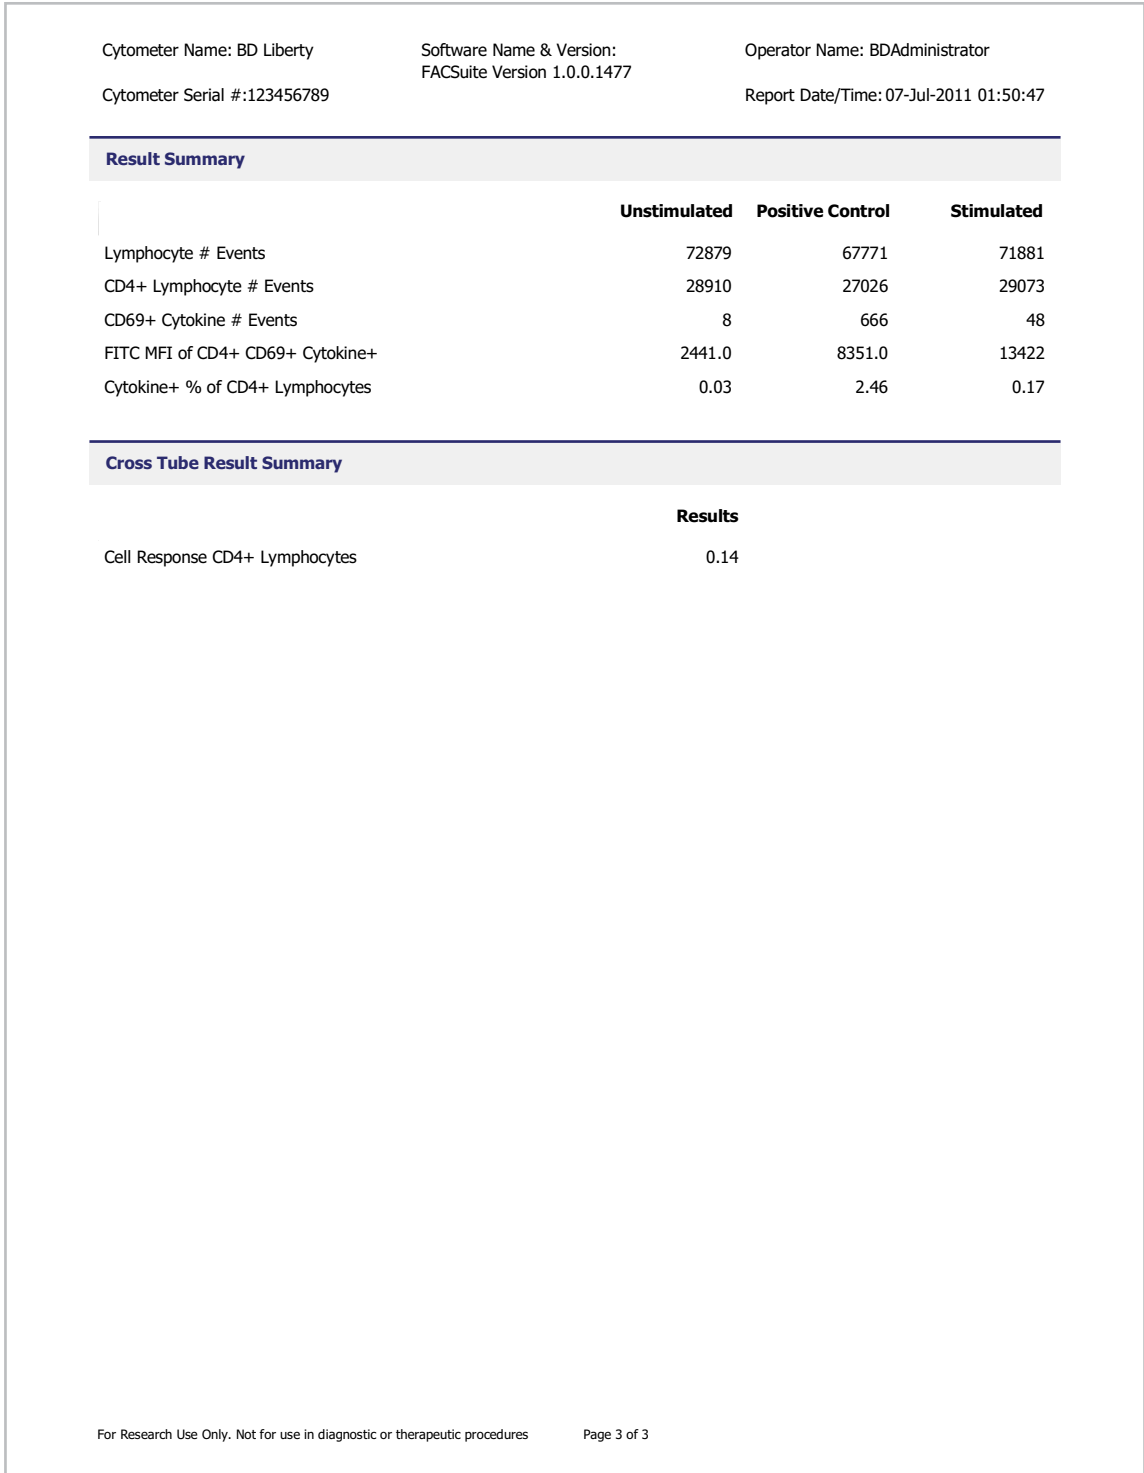 Cytometer Name: BD Liberty
Software Name & Version:
FACSuite Version 1.0.0.1477
Operator Name: BDAdministrator
Cytometer Serial #:123456789
Report Date/Time: 07-Jul-2011 01:50:47
Result Summary
Unstimulated Positive Control Stimulated
Lymphocyte # Events 72879 67771 71881
CD4+ Lymphocyte # Events 28910 27026 29073
CD69+ Cytokine # Events 8 666 48
FITC MFI of CD4+ CD69+ Cytokine+ 2441.0 8351.0 13422
Cytokine+ % of CD4+ Lymphocytes 0.03 2.46 0.17
Cross Tube Result Summary
Results
Cell Response CD4+ Lymphocytes 0.14
For Research Use Only. Not for use in diagnostic or therapeutic procedures Page 3 of 3